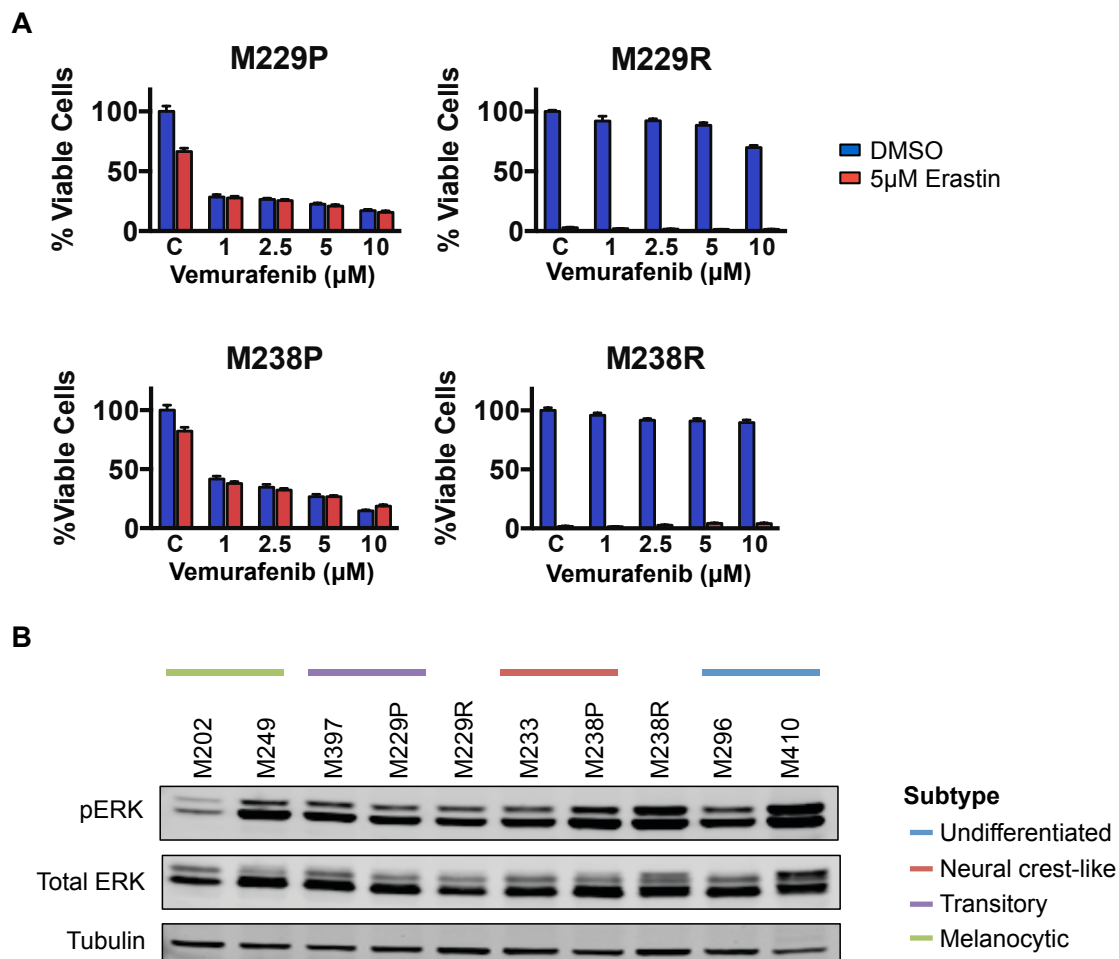 A
M229P
M229R
% Viable Cells
100
50
0
C 1 2.5 5 10
Vemurafenib (µM)
% Viable Cells
100
50
0
C 1 2.5 5 10
Vemurafenib (µM)
DMSO
5µM Erastin
M238P
M238R
%Viable Cells
100
50
0
C 1 2.5 5 10
Vemurafenib (µM)
%Viable Cells
100
50
0
C 1 2.5 5 10
Vemurafenib (µM)
B
M202
M249
M397
M229P
M229R
M233
M238P
M238R
M296
M410
pERK
Total ERK
Tubulin
Subtype
Undifferentiated
Neural crest-like
Transitory
Melanocytic